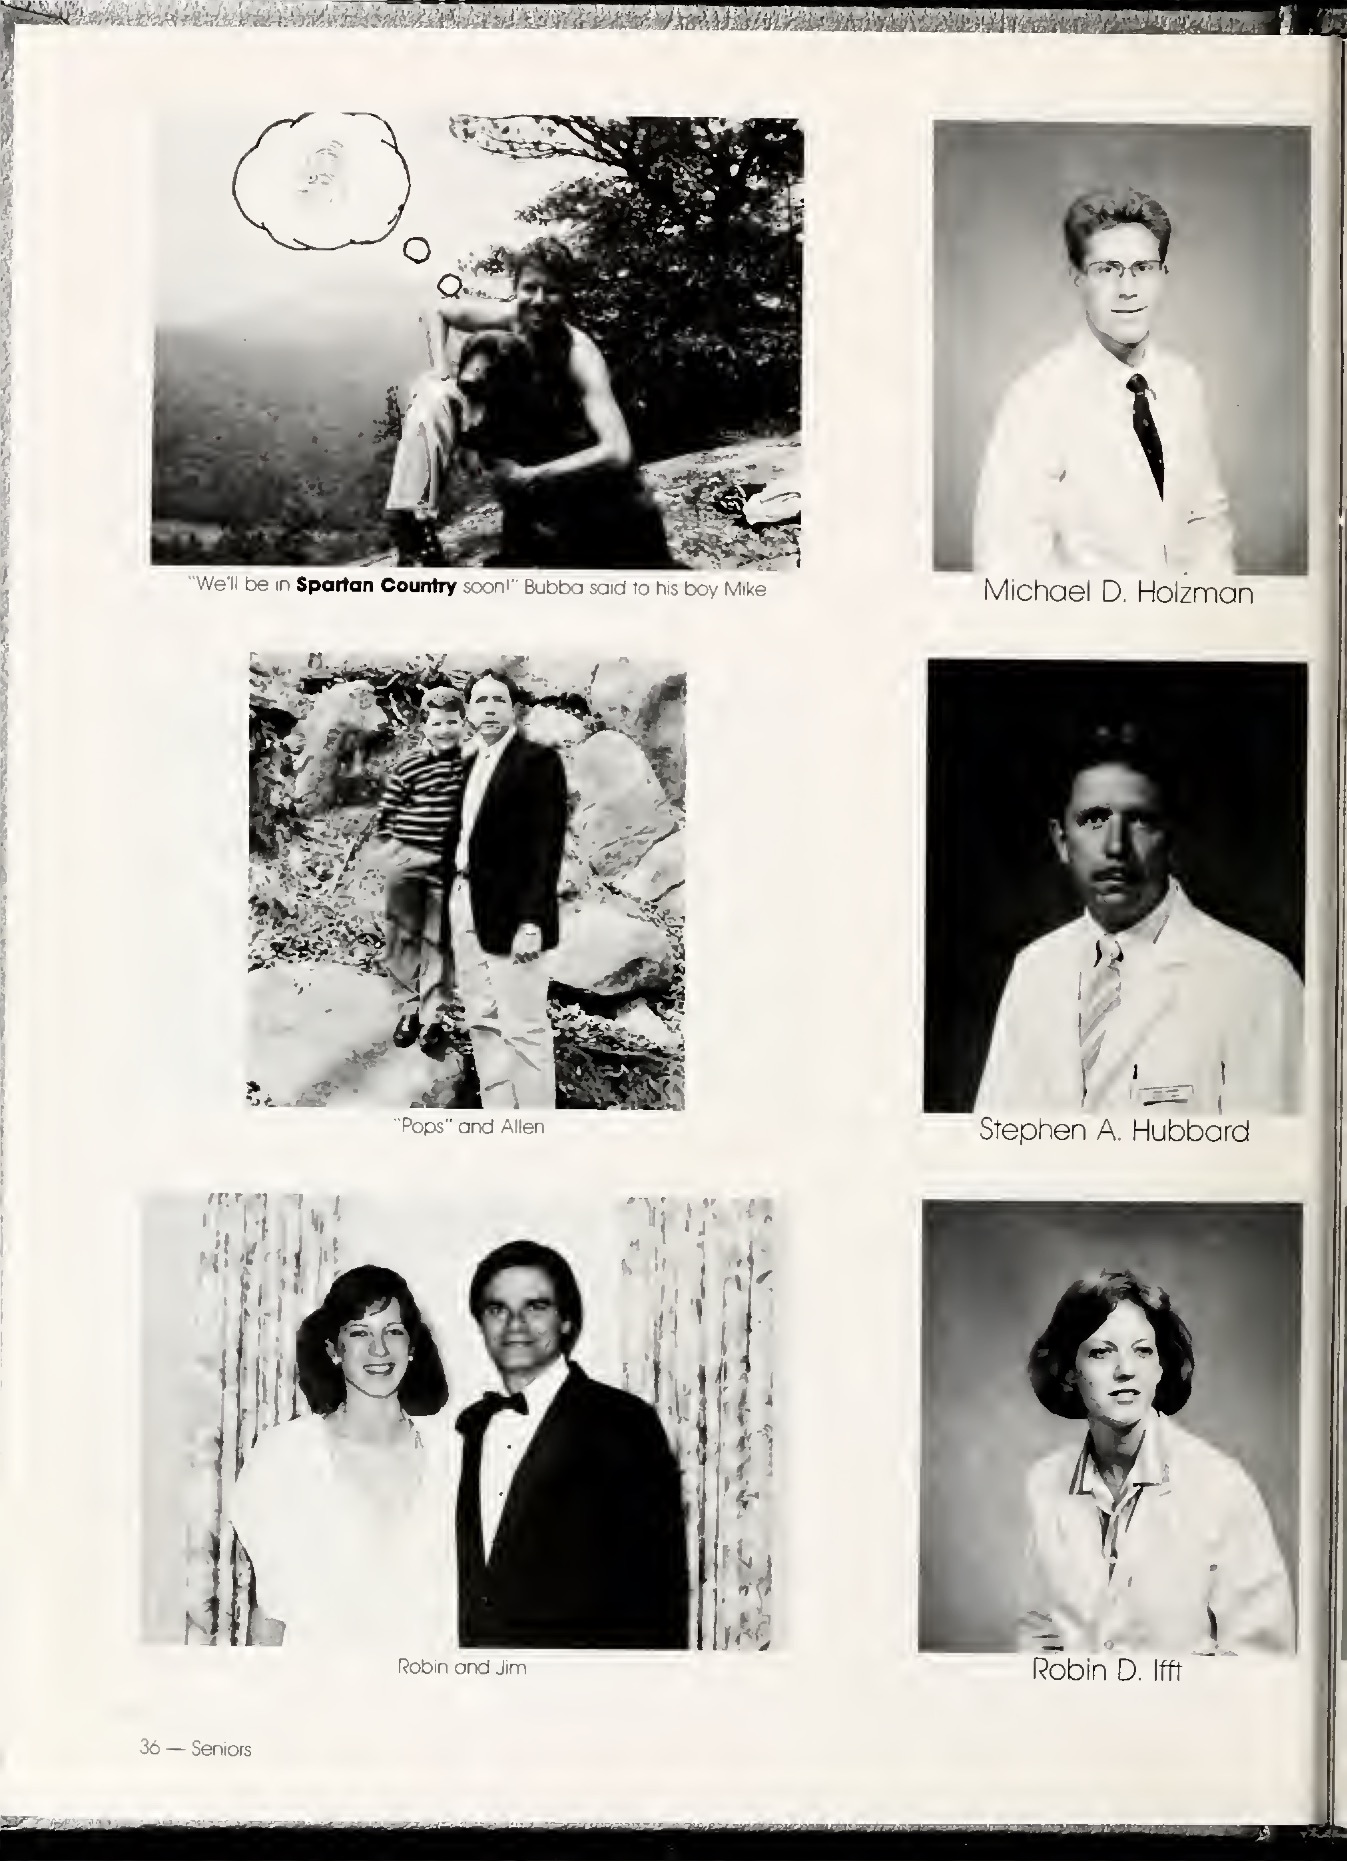 "We'll be in Spartan Country soon!" Bubba said to his boy Mike
Michael D. Holzman
"Pops" and Allen
Stephen A. Hubbard
Robin and Jim
Robin D. Ifft
36 — Seniors